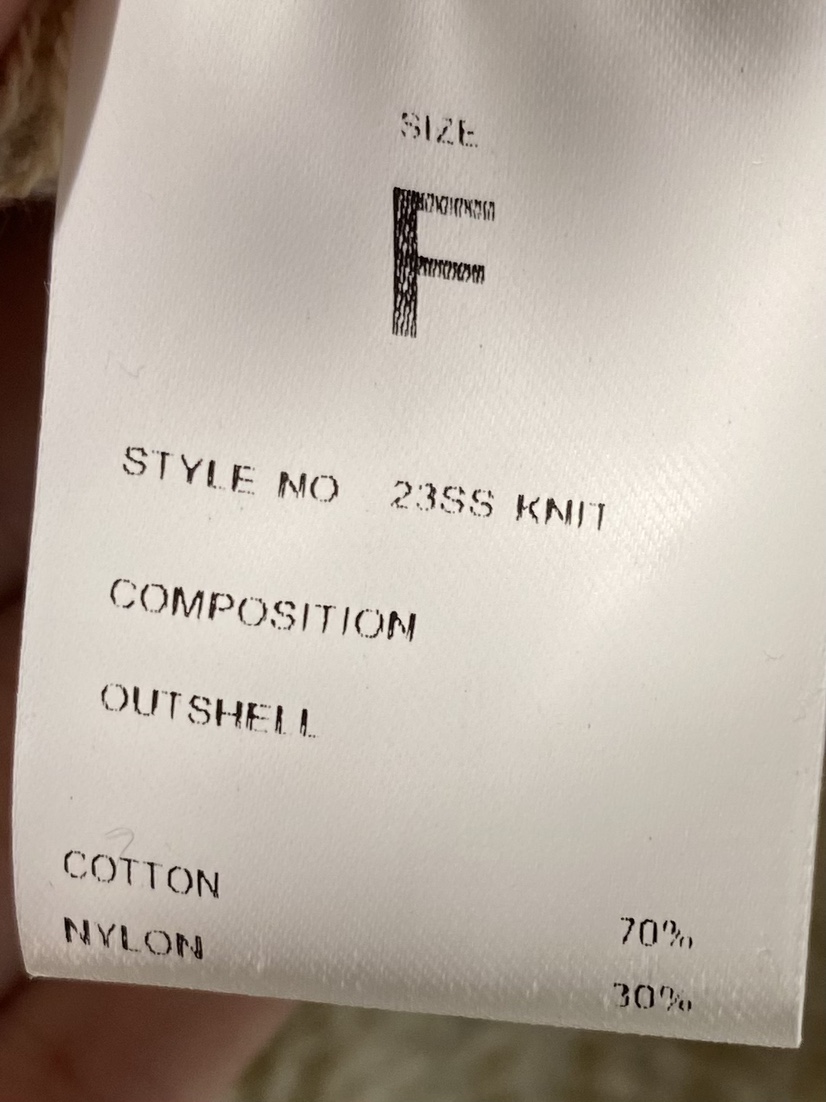 SIZE
F
STYLE NO 23SS KNIT
COMPOSITION
OUTSHELL
COTTON 70%
NYLON 30%